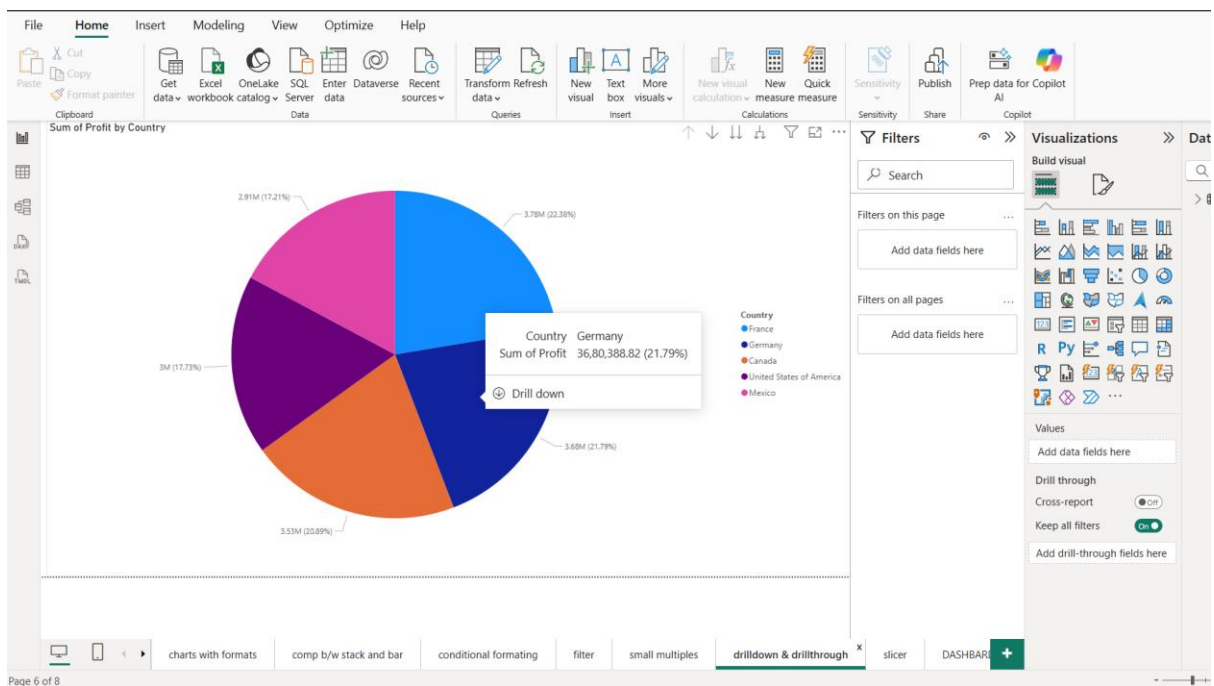 File Home Insert Modeling View Optimize Help
Paste
Cut
Copy
Format painter
Clipboard
Get data
Excel workbook
OneLake catalog
SQL Server
Enter data
Dataverse
Recent sources
Data
Transform data
Refresh
Queries
New visual
Text box
More visuals
Insert
New visual calculation
New measure
Quick measure
Calculations
Sensitivity
Sensitivity
Publish
Share
Prep data for AI
Copilot
Copilot
Sum of Profit by Country
2.91M (17.21%)
3.78M (22.38%)
3M (17.73%)
3.68M (21.79%)
3.53M (20.89%)
Country Germany
Sum of Profit 36,80,388.82 (21.79%)
Drill down
Country
France
Germany
Canada
United States of America
Mexico
Filters
Search
Filters on this page ...
Add data fields here
Filters on all pages ...
Add data fields here
Visualizations
Build visual
123
R Py
...
Values
Add data fields here
Drill through
Cross-report Off
Keep all filters On
Add drill-through fields here
Dat
DAX
TMDL
charts with formats
comp b/w stack and bar
conditional formating
filter
small multiples
drilldown & drillthrough x
slicer
DASHBAR
+
Page 6 of 8